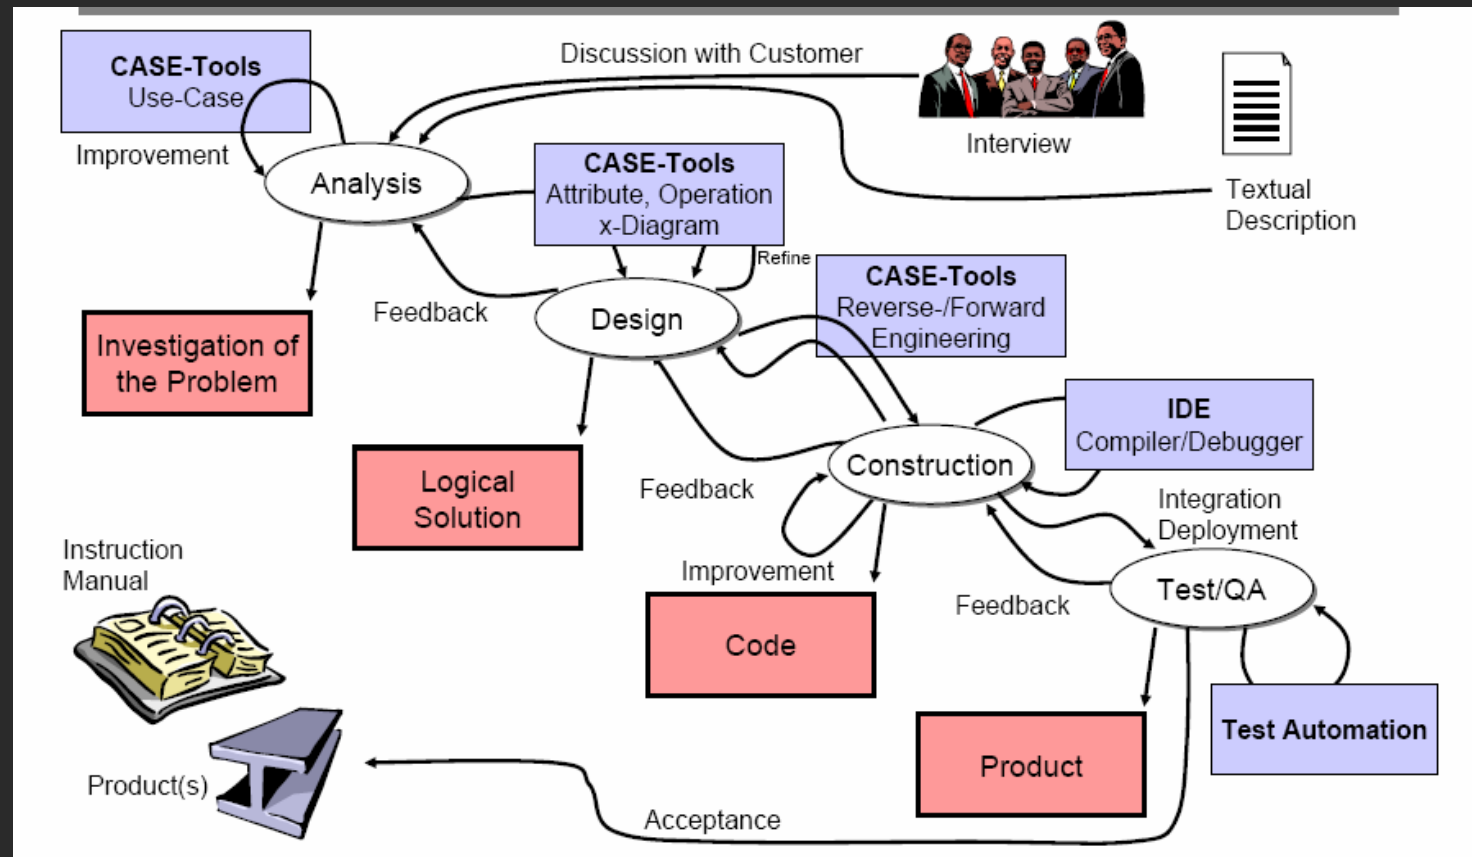 Discussion with Customer
CASE-Tools
Use-Case
Improvement
Interview
Textual
Description
Analysis
CASE-Tools
Attribute, Operation
x-Diagram
Refine
Feedback
Design
CASE-Tools
Reverse-/Forward
Engineering
Investigation of
the Problem
IDE
Compiler/Debugger
Construction
Logical
Solution
Feedback
Integration
Deployment
Instruction
Manual
Improvement
Test/QA
Feedback
Code
Test Automation
Product
Product(s)
Acceptance